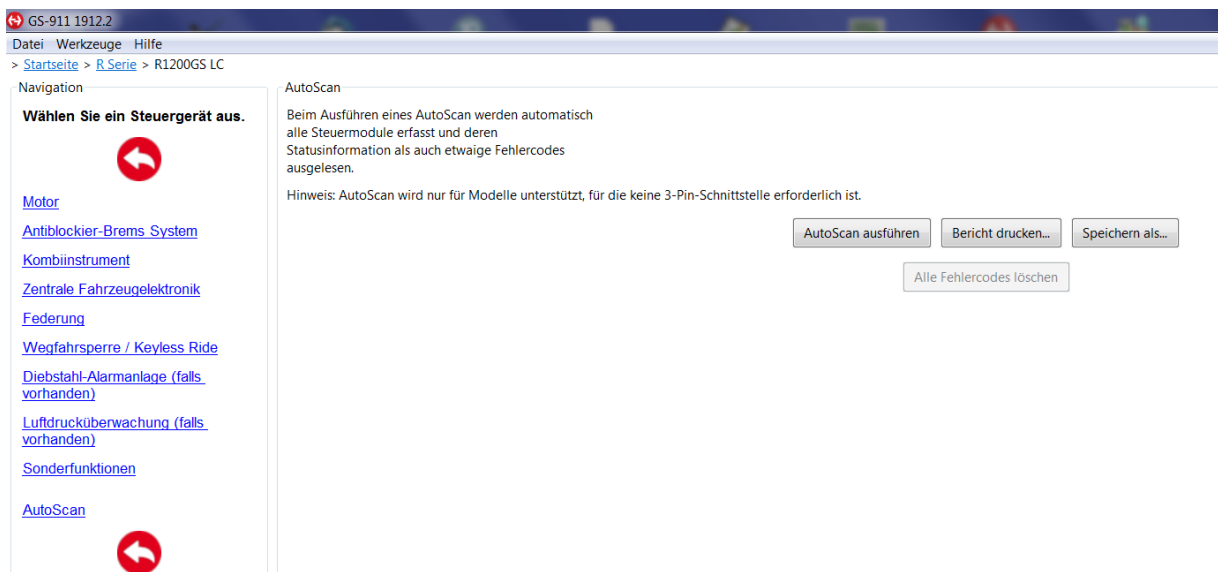 GS-911 1912.2
Datei Werkzeuge Hilfe
> Startseite > R Serie > R1200GS LC
Navigation
Wählen Sie ein Steuergerät aus.
Motor
Antiblockier-Brems System
Kombiinstrument
Zentrale Fahrzeugelektronik
Federung
Wegfahrsperre / Keyless Ride
Diebstahl-Alarmanlage (falls
vorhanden)
Luftdrucküberwachung (falls
vorhanden)
Sonderfunktionen
AutoScan
AutoScan
Beim Ausführen eines AutoScan werden automatisch
alle Steuermodule erfasst und deren
Statusinformation als auch etwaige Fehlercodes
ausgelesen.
Hinweis: AutoScan wird nur für Modelle unterstützt, für die keine 3-Pin-Schnittstelle erforderlich ist.
AutoScan ausführen Bericht drucken... Speichern als...
Alle Fehlercodes löschen